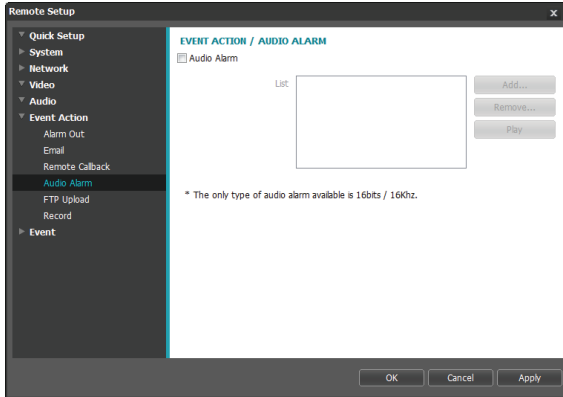 Remote Setup
x
Quick Setup
System
Network
Video
Audio
Event Action
Alarm Out
Email
Remote Callback
Audio Alarm
FTP Upload
Record
Event
EVENT ACTION / AUDIO ALARM
Audio Alarm
List
Add...
Remove...
Play
* The only type of audio alarm available is 16bits / 16Khz.
OK
Cancel
Apply